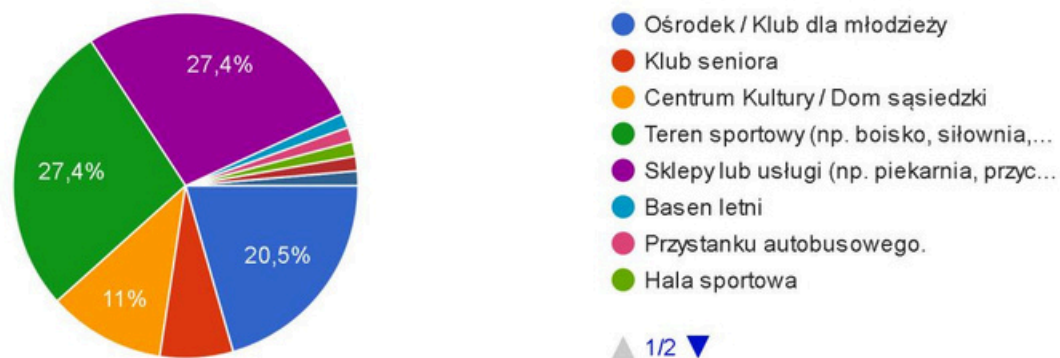 27,4%
27,4%
20,5%
11%
Ośrodek / Klub dla młodzieży
Klub seniora
Centrum Kultury / Dom sąsiedzki
Teren sportowy (np. boisko, siłownia,...
Sklepy lub usługi (np. piekarnia, przyc...
Basen letni
Przystanku autobusowego.
Hala sportowa
1/2